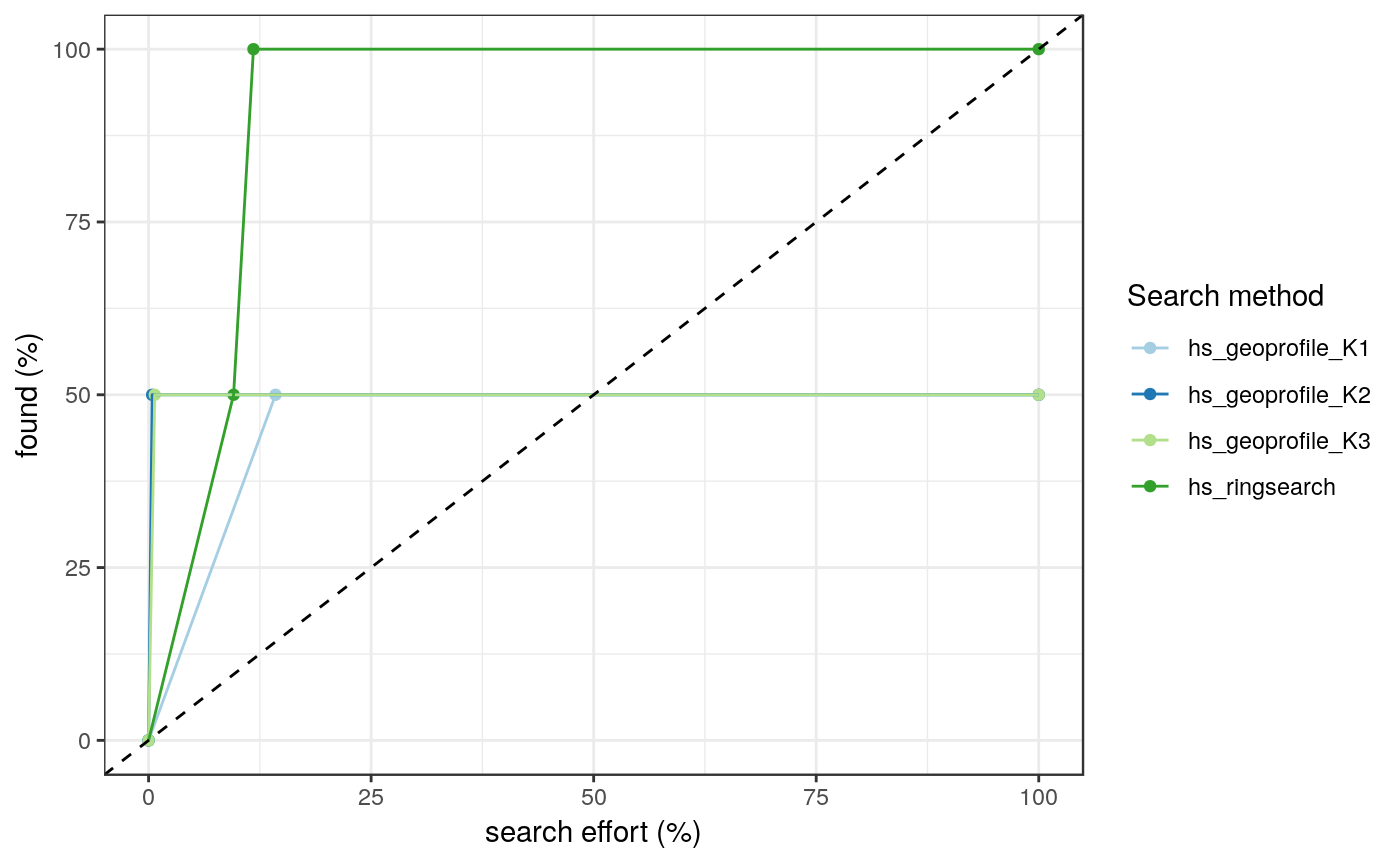 100
75
50
25
0
found (%)
0 25 50 75 100
search effort (%)
Search method
hs_geoprofile_K1
hs_geoprofile_K2
hs_geoprofile_K3
hs_ringsearch